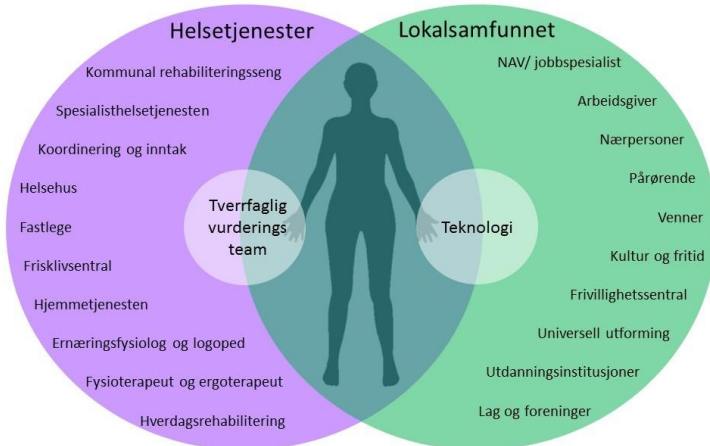 Helsetjenester
Kommunal rehabiliteringsseng
Spesialisthelsetjenesten
Koordinering og inntak
Helsehus
Fastlege
Frisklivsentral
Hjemmetjenesten
Ernæringsfysiolog og logoped
Fysioterapeut og ergoterapeut
Hverdagsrehabilitering
Tverrfaglig
vurderings
team
Lokalsamfunnet
NAV/ jobbspesialist
Arbeidsgiver
Nærpersoner
Pårørende
Venner
Kultur og fritid
Frivillighetssentral
Universell utforming
Utdanningsinstitusjoner
Lag og foreninger
Teknologi